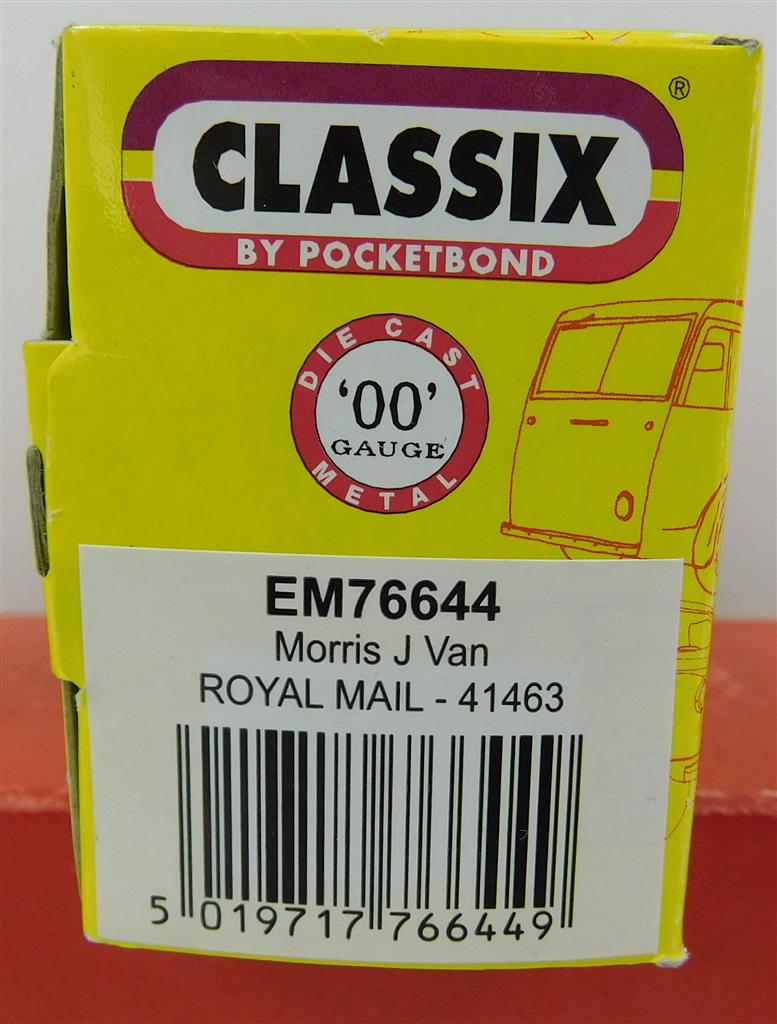 CLASSIX ®
BY POCKETBOND
DIE CAST
'00'
GAUGE
METAL
EM76644
Morris J Van
ROYAL MAIL - 41463
5 019717 766449